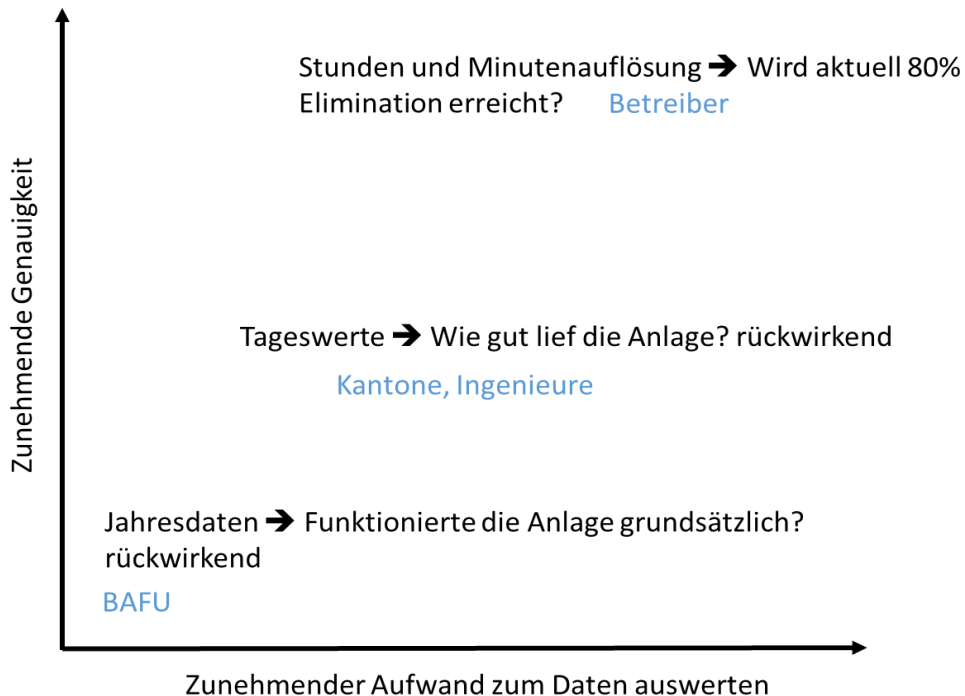 Stunden und Minutenauflösung ➔ Wird aktuell 80%
Elimination erreicht? Betreiber
Zunehmende Genauigkeit
Tageswerte ➔ Wie gut lief die Anlage? rückwirkend
Kantone, Ingenieure
Jahresdaten ➔ Funktionierte die Anlage grundsätzlich?
rückwirkend
BAFU
Zunehmender Aufwand zum Daten auswerten